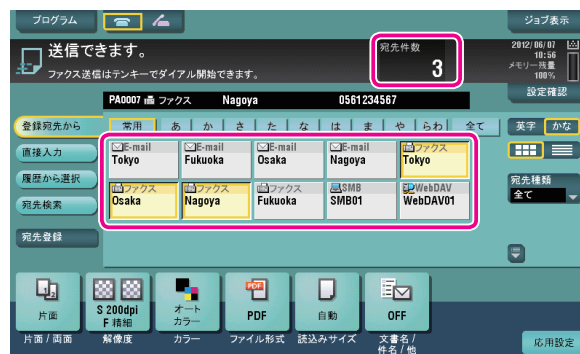 プログラム
ジョブ表示
送信できます。
ファクス送信はテンキーでダイアル開始できます。
宛先件数
3
2012/06/07
10:56
メモリー残量
100%
設定確認
PA0007 ファクス Nagoya 0561234567
登録宛先から
常用 あ か さ た な は ま や らわ 全て
英字 かな
直接入力
履歴から選択
宛先検索
宛先登録
E-mail
Tokyo
E-mail
Fukuoka
E-mail
Osaka
E-mail
Nagoya
ファクス
Tokyo
ファクス
Osaka
ファクス
Nagoya
ファクス
Fukuoka
SMB
SMB01
WebDAV
WebDAV01
宛先種類
全て
片面
S 200dpi
F 精細
オート
カラー
PDF
PDF
自動
OFF
片面/両面
解像度
カラー
ファイル形式
読込みサイズ
文書名/
件名/他
応用設定